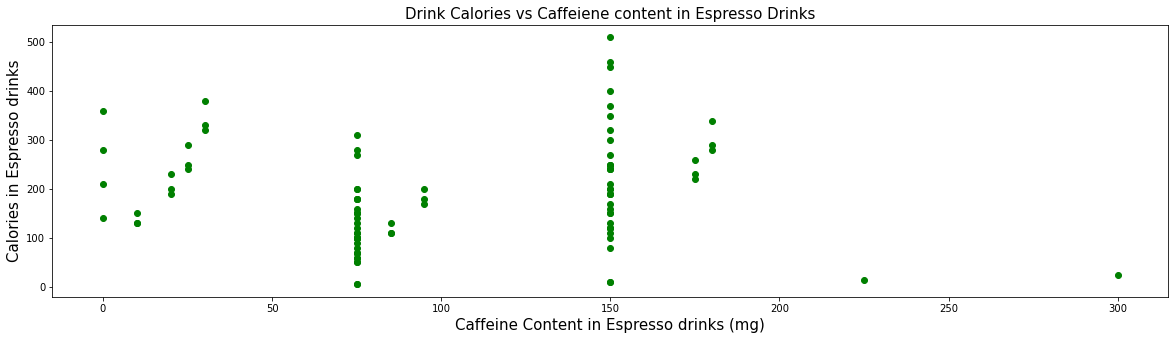 Drink Calories vs Caffeiene content in Espresso Drinks
500
400
300
200
100
0
Calories in Espresso drinks
0 50 100 150 200 250 300
Caffeine Content in Espresso drinks (mg)